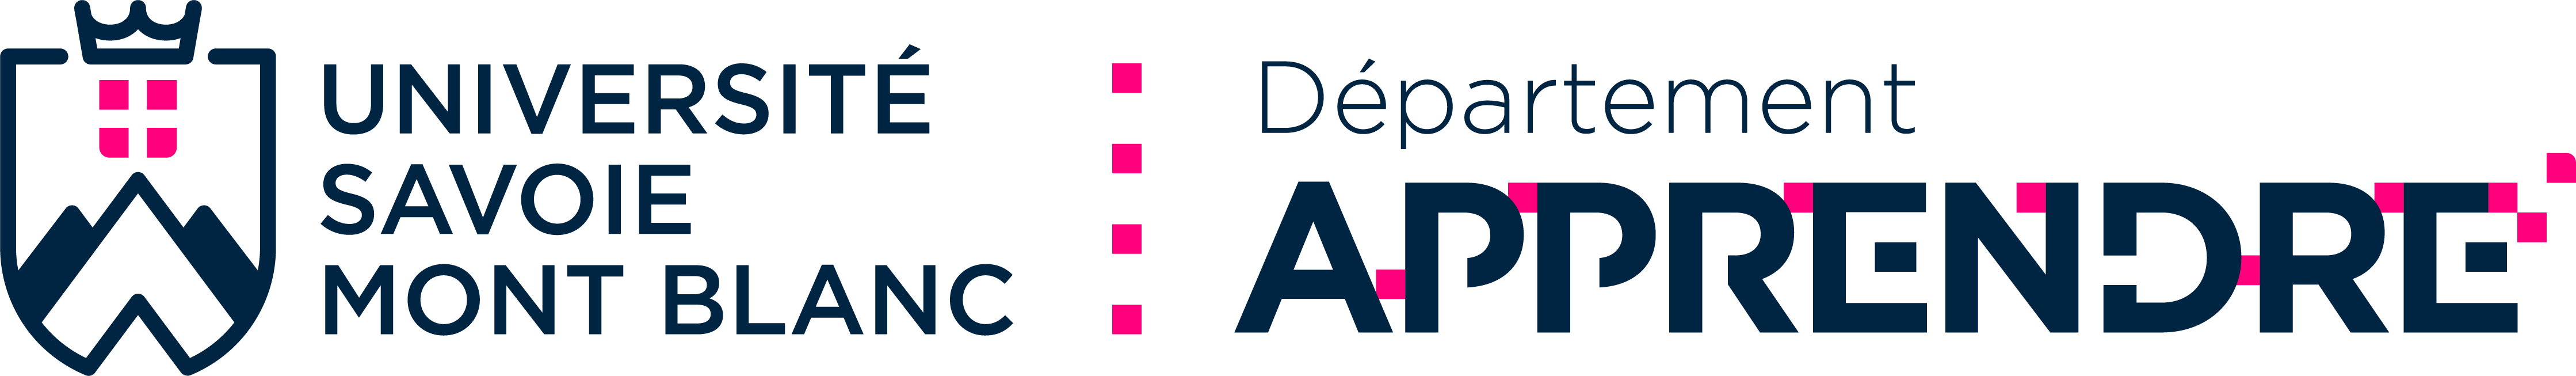 UNIVERSITÉ
SAVOIE
MONT BLANC
Département
APPRENDRE